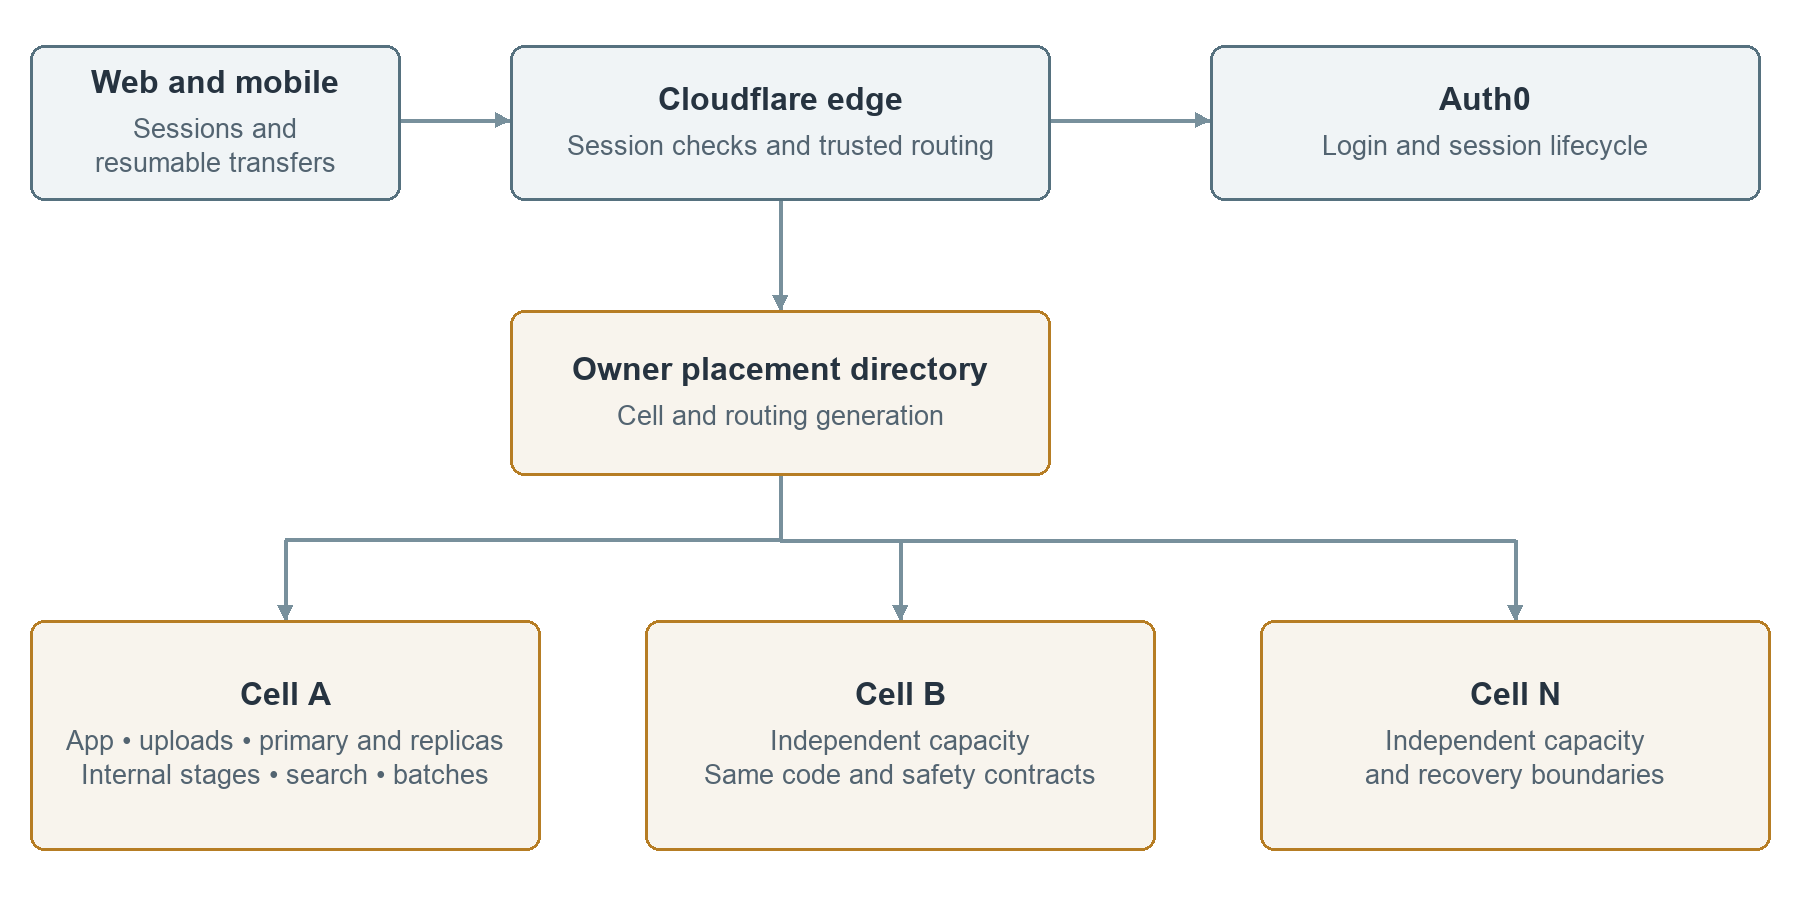 Web and mobile
Sessions and
resumable transfers
Cloudflare edge
Session checks and trusted routing
Auth0
Login and session lifecycle
Owner placement directory
Cell and routing generation
Cell A
App • uploads • primary and replicas
Internal stages • search • batches
Cell B
Independent capacity
Same code and safety contracts
Cell N
Independent capacity
and recovery boundaries